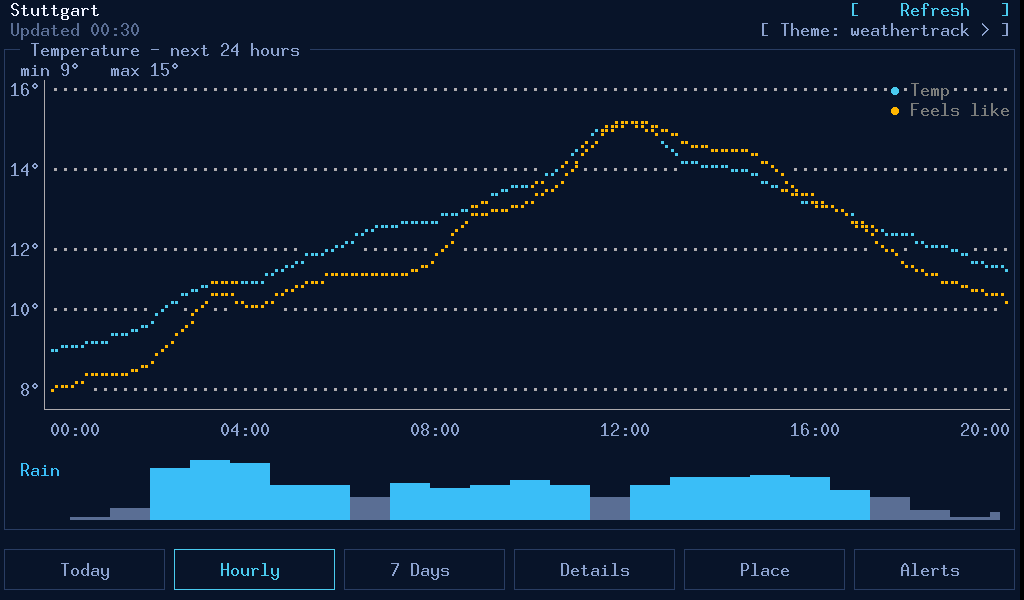 Stuttgart
[    Refresh   ]
Updated 00:30
[ Theme: weathertrack > ]
Temperature - next 24 hours
min 9°   max 15°
16°
Temp
Feels like
14°
12°
10°
8°
00:00 04:00 08:00 12:00 16:00 20:00
Rain
Today Hourly 7 Days Details Place Alerts